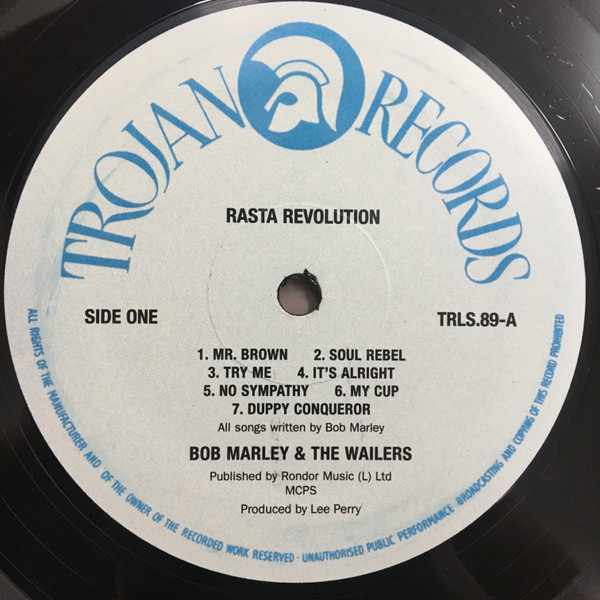 TROJAN RECORDS
RASTA REVOLUTION
SIDE ONE
TRLS.89-A
1. MR. BROWN 2. SOUL REBEL
3. TRY ME 4. IT'S ALRIGHT
5. NO SYMPATHY 6. MY CUP
7. DUPPY CONQUEROR
All songs written by Bob Marley
BOB MARLEY & THE WAILERS
Published by Rondor Music (L) Ltd
MCPS
Produced by Lee Perry
ALL RIGHTS OF THE MANUFACTURER AND OF THE OWNER OF THE RECORDED WORK RESERVED · UNAUTHORISED PUBLIC PERFORMANCE BROADCASTING AND COPYING OF THIS RECORD PROHIBITED